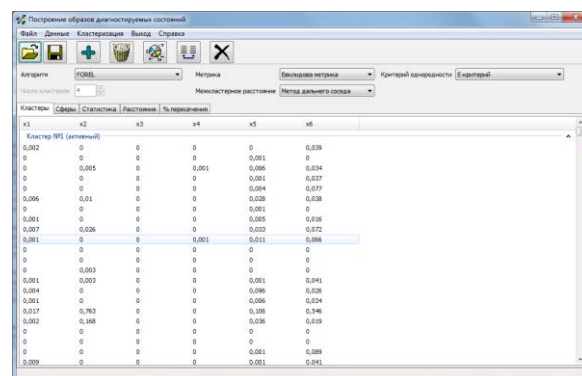 Построение образов диагностируемых состояний
Файл Данные Кластеризация Выход Справка
Алгоритм FOREL Метрика Евклидова метрика Критерий однородности Е-критерий
Число кластеров 4 Межкластерное расстояние Метод дальнего соседа
Кластеры Сферы Статистика Расстояния % пересечения
x1 x2 x3 x4 x5 x6
Кластер №1 (активный)
0,002 0 0 0 0 0,039
0 0 0 0 0,001 0
0 0,005 0 0,001 0,006 0,034
0 0 0 0 0,001 0,037
0 0 0 0 0,004 0,077
0,006 0,01 0 0 0,028 0,038
0 0 0 0 0,001 0
0,001 0 0 0 0,005 0,016
0,007 0,026 0 0 0,033 0,072
0,001 0 0 0,001 0,011 0,066
0 0 0 0 0 0
0 0 0 0 0 0
0 0,003 0 0 0 0
0,001 0,003 0 0 0,001 0,041
0,004 0 0 0 0,096 0,026
0,001 0 0 0 0,006 0,034
0,017 0,763 0 0 0,106 0,546
0,002 0,168 0 0 0,036 0,019
0 0 0 0 0 0
0 0 0 0 0 0
0 0 0 0 0,001 0,089
0,009 0 0 0 0,001 0,041